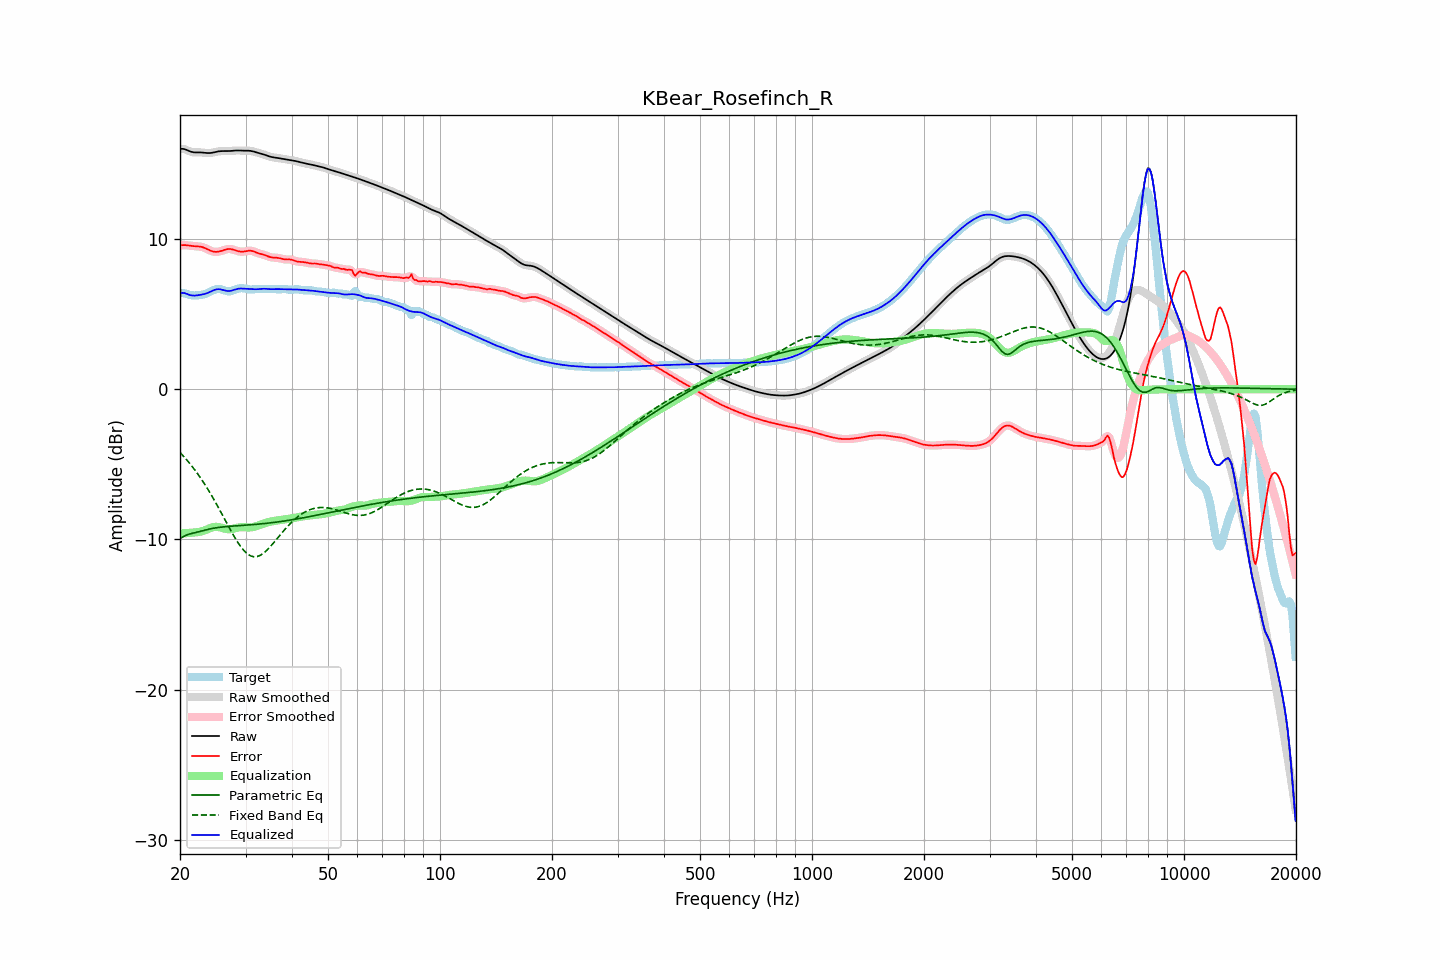 KBear_Rosefinch_R
Amplitude (dBr)
10
0
−10
−20
−30
Target
Raw Smoothed
Error Smoothed
Raw
Error
Equalization
Parametric Eq
Fixed Band Eq
Equalized
20 50 100 200 500 1000 2000 5000 10000 20000
Frequency (Hz)